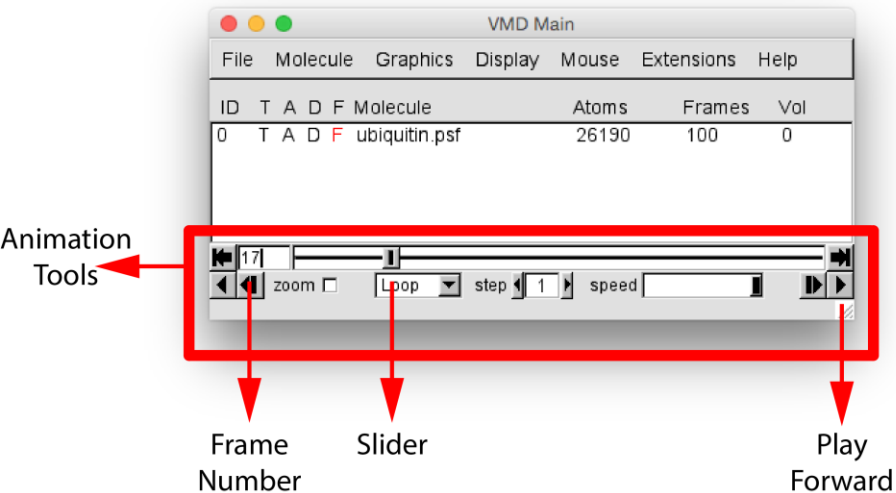 VMD Main
File Molecule Graphics Display Mouse Extensions Help
ID T A D F Molecule Atoms Frames Vol
0 T A D F ubiquitin.psf 26190 100 0
Animation
Tools
17
zoom Loop step 1 speed
Frame
Number
Slider
Play
Forward